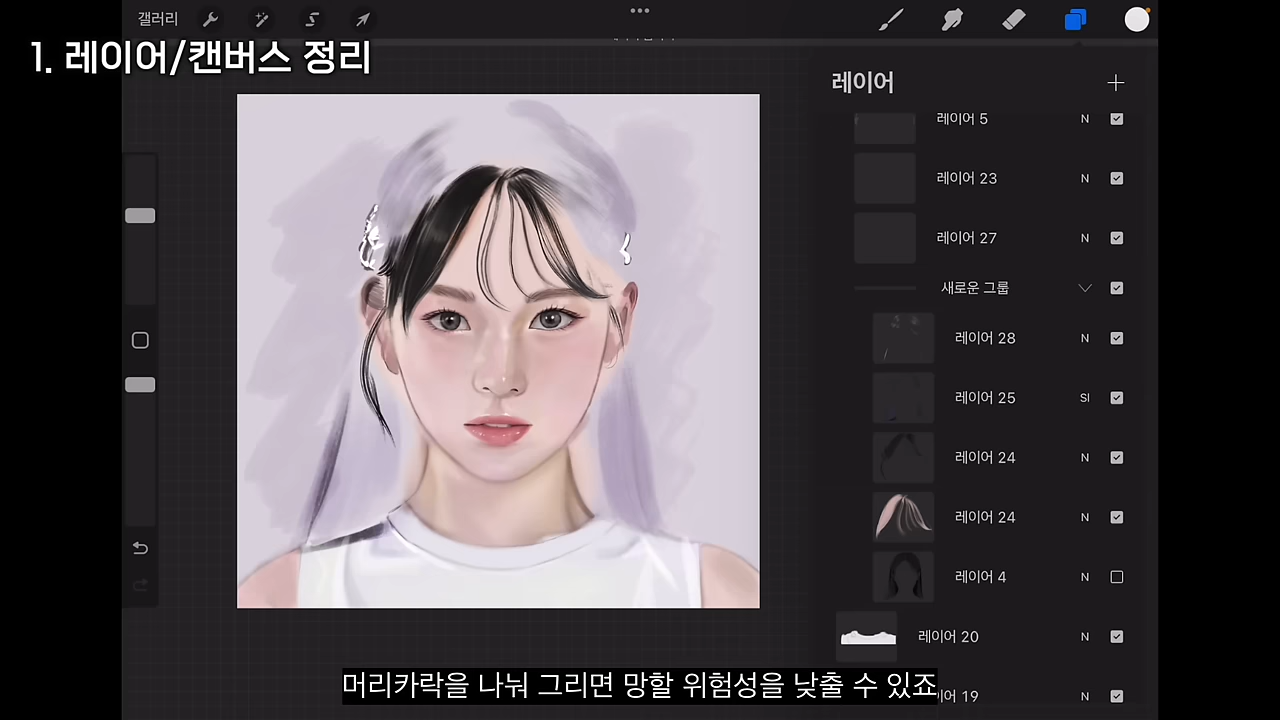 갤러리
1. 레이어/캔버스 정리
레이어
레이어 5 N
레이어 23 N
레이어 27 N
새로운 그룹
레이어 28 N
레이어 25 SI
레이어 24 N
레이어 24 N
레이어 4 N
레이어 20 N
머리카락을 나눠 그리면 망할 위험성을 낮출 수 있죠
이어 19 N